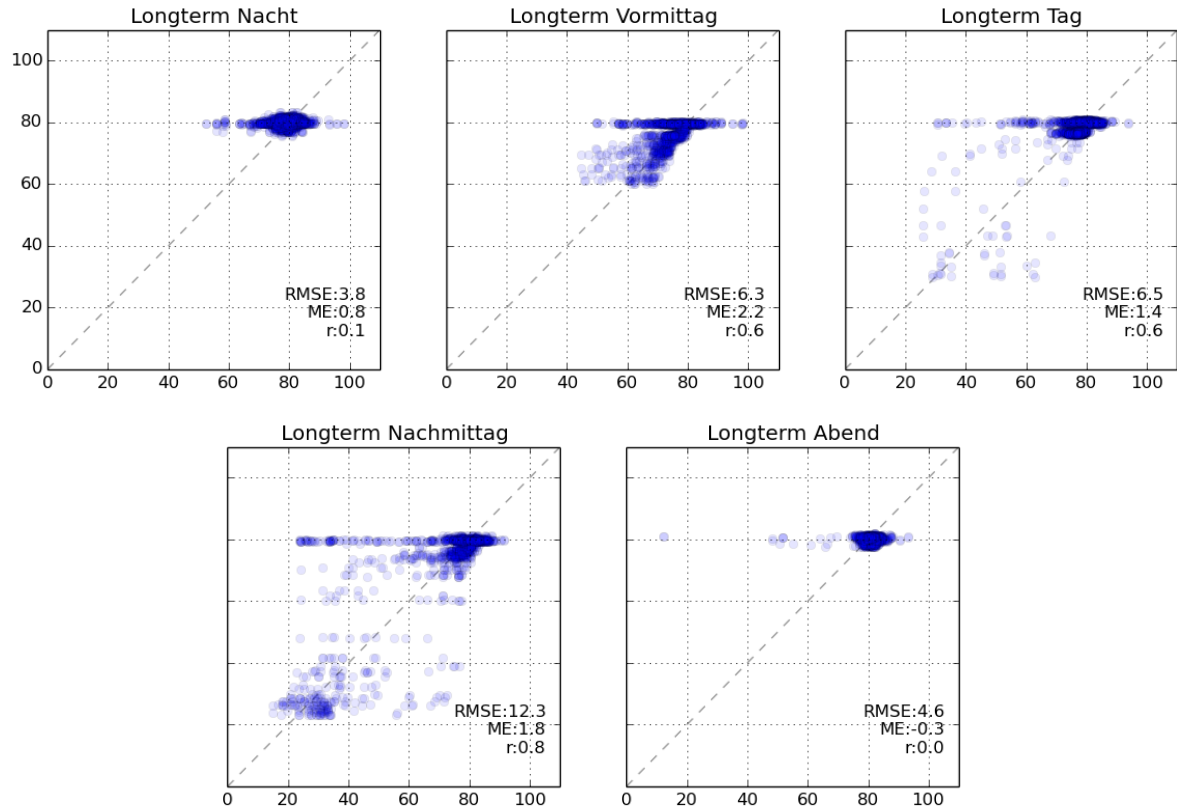 Longterm Nacht
100
80
60
40
20
0
0 20 40 60 80 100
RMSE:3.8
ME:0.8
r:0.1
Longterm Vormittag
0 20 40 60 80 100
RMSE:6.3
ME:2.2
r:0.6
Longterm Tag
0 20 40 60 80 100
RMSE:6.5
ME:1.4
r:0.6
Longterm Nachmittag
0 20 40 60 80 100
RMSE:12.3
ME:1.8
r:0.8
Longterm Abend
0 20 40 60 80 100
RMSE:4.6
ME:-0.3
r:0.0